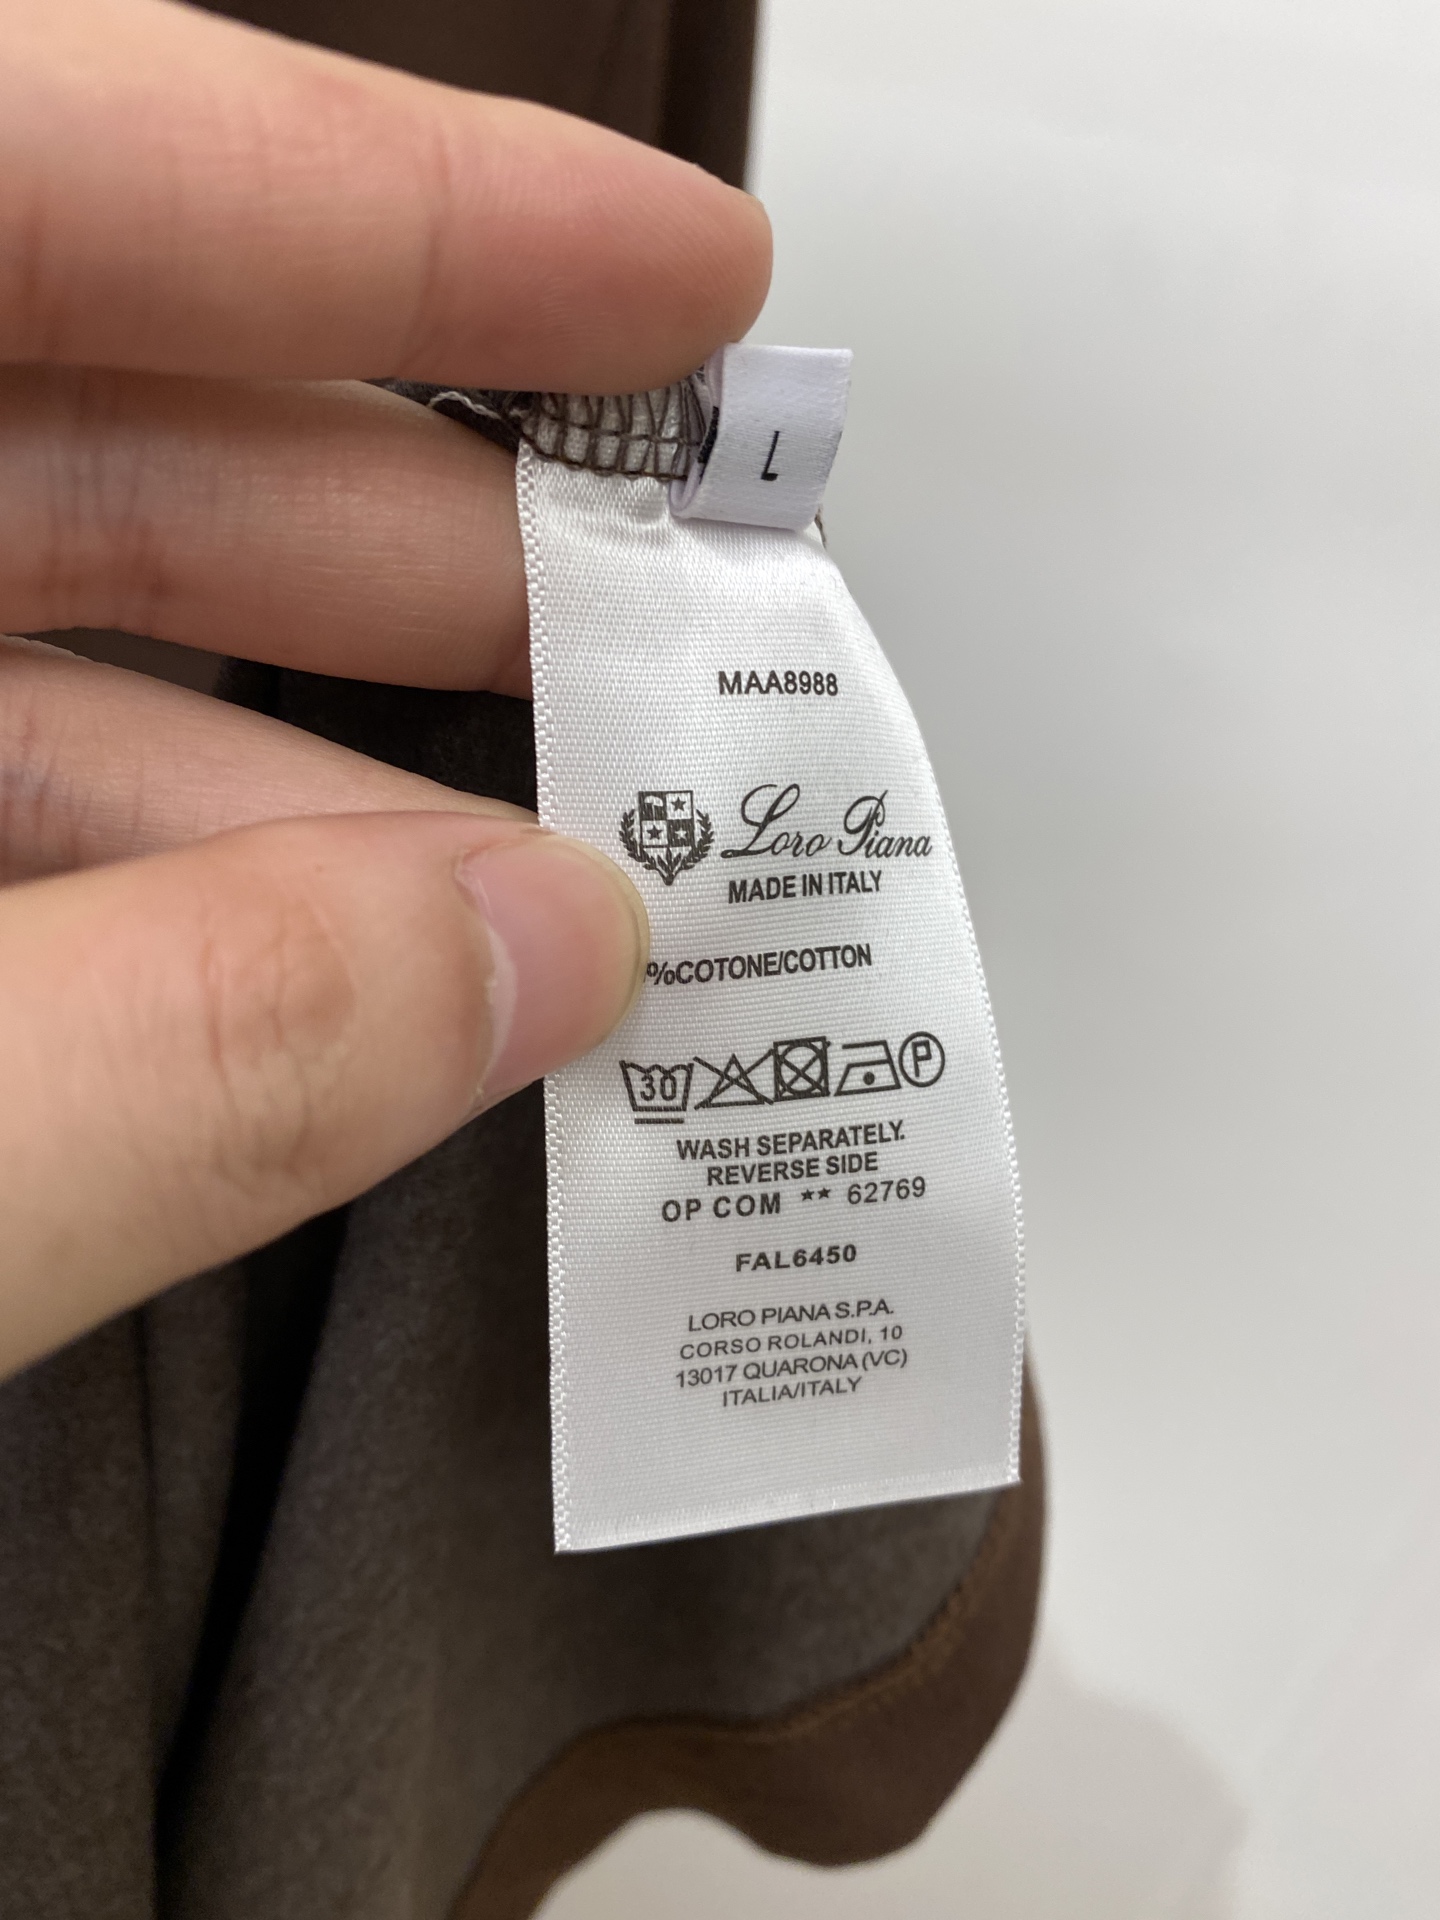 L
MAA8988
Loro Piana
MADE IN ITALY
%COTONE/COTTON
30 P
WASH SEPARATELY.
REVERSE SIDE
OP COM ** 62769
FAL6450
LORO PIANA S.P.A.
CORSO ROLANDI, 10
13017 QUARONA (VC)
ITALIA/ITALY